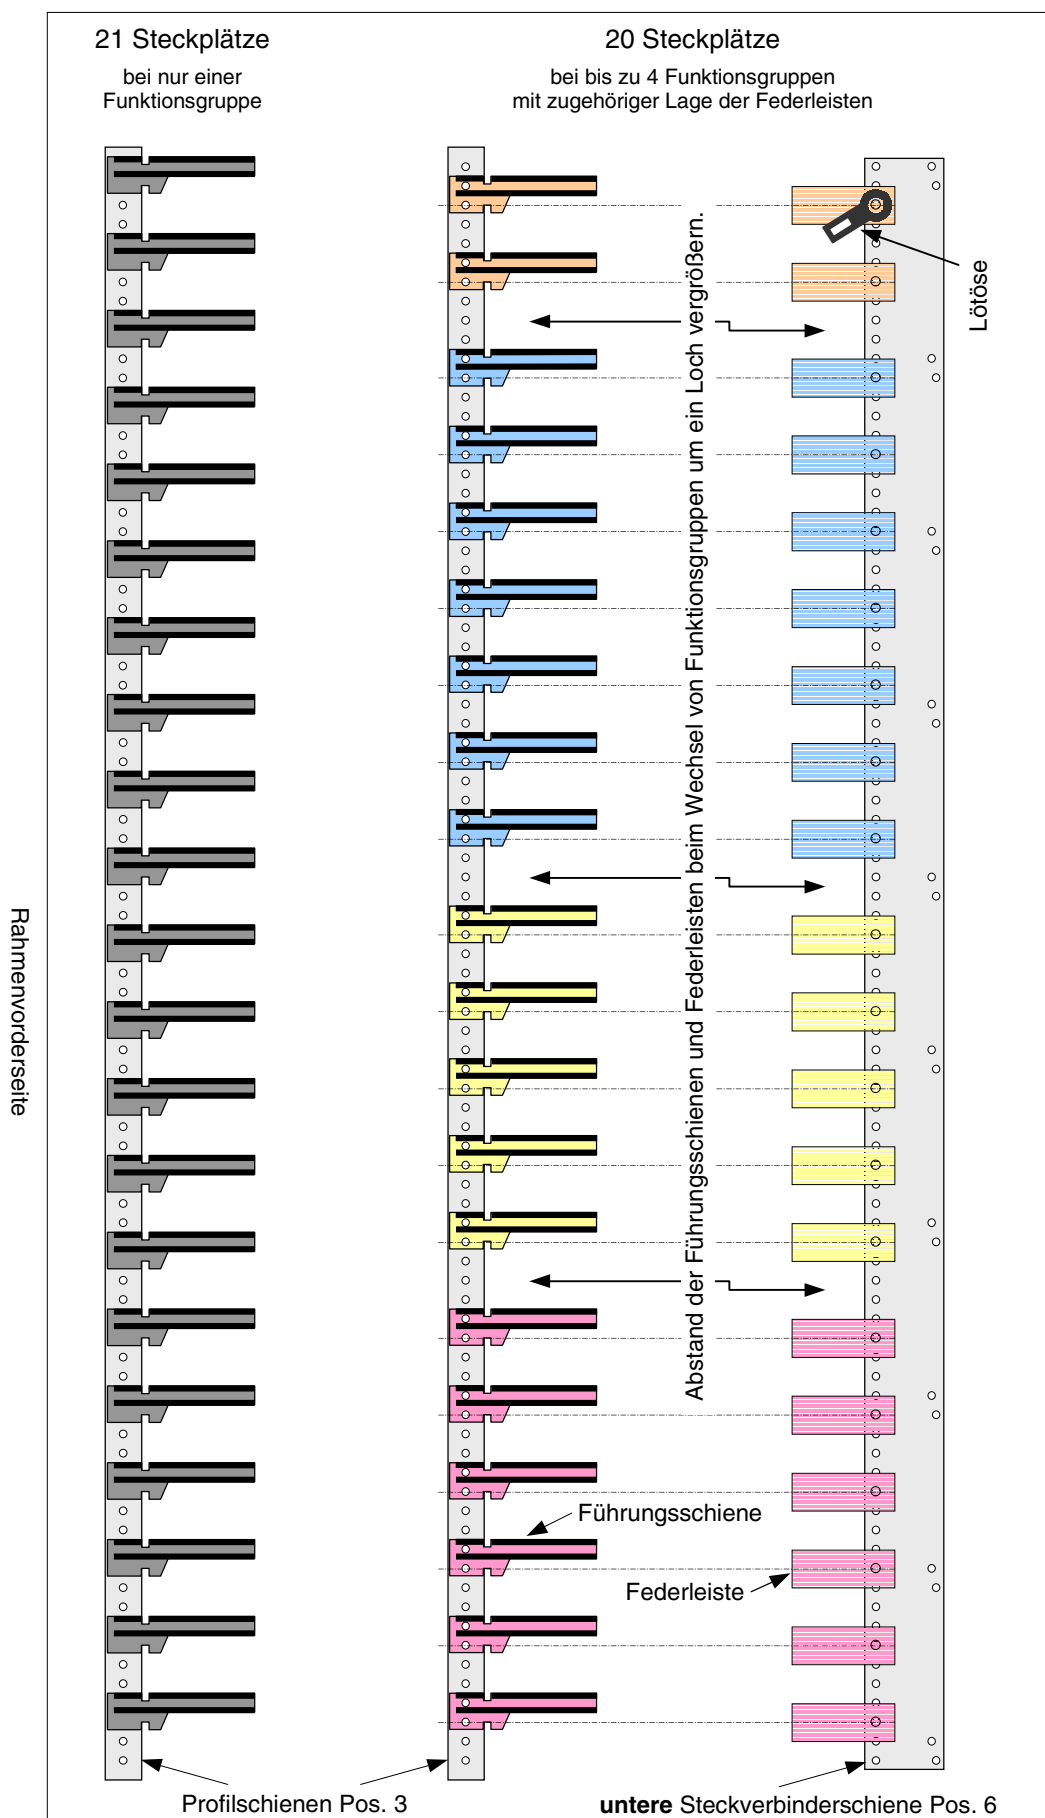 21 Steckplätze
bei nur einer
Funktionsgruppe
20 Steckplätze
bei bis zu 4 Funktionsgruppen
mit zugehöriger Lage der Federleisten
Lötöse
Abstand der Führungsschienen und Federleisten beim Wechsel von Funktionsgruppen um ein Loch vergrößern.
Rahmenvorderseite
Führungsschiene
Federleiste
Profilschienen Pos. 3
untere Steckverbinderschiene Pos. 6